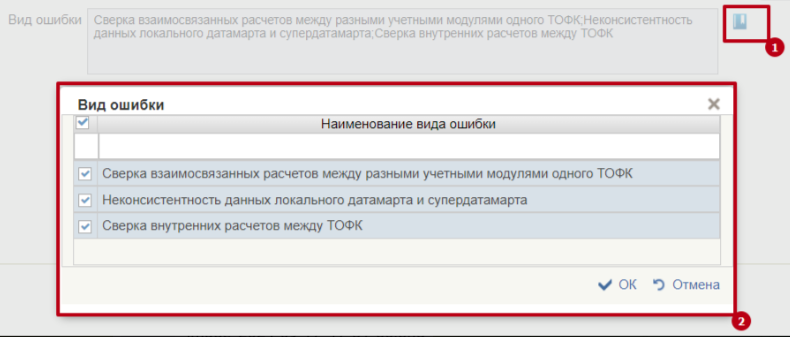 Вид ошибки
Сверка взаимосвязанных расчетов между разными учетными модулями одного ТОФК;Неконсистентность
данных локального датамарта и супердатамарта;Сверка внутренних расчетов между ТОФК
1
Вид ошибки
Наименование вида ошибки
Сверка взаимосвязанных расчетов между разными учетными модулями одного ТОФК
Неконсистентность данных локального датамарта и супердатамарта
Сверка внутренних расчетов между ТОФК
ОК Отмена
2